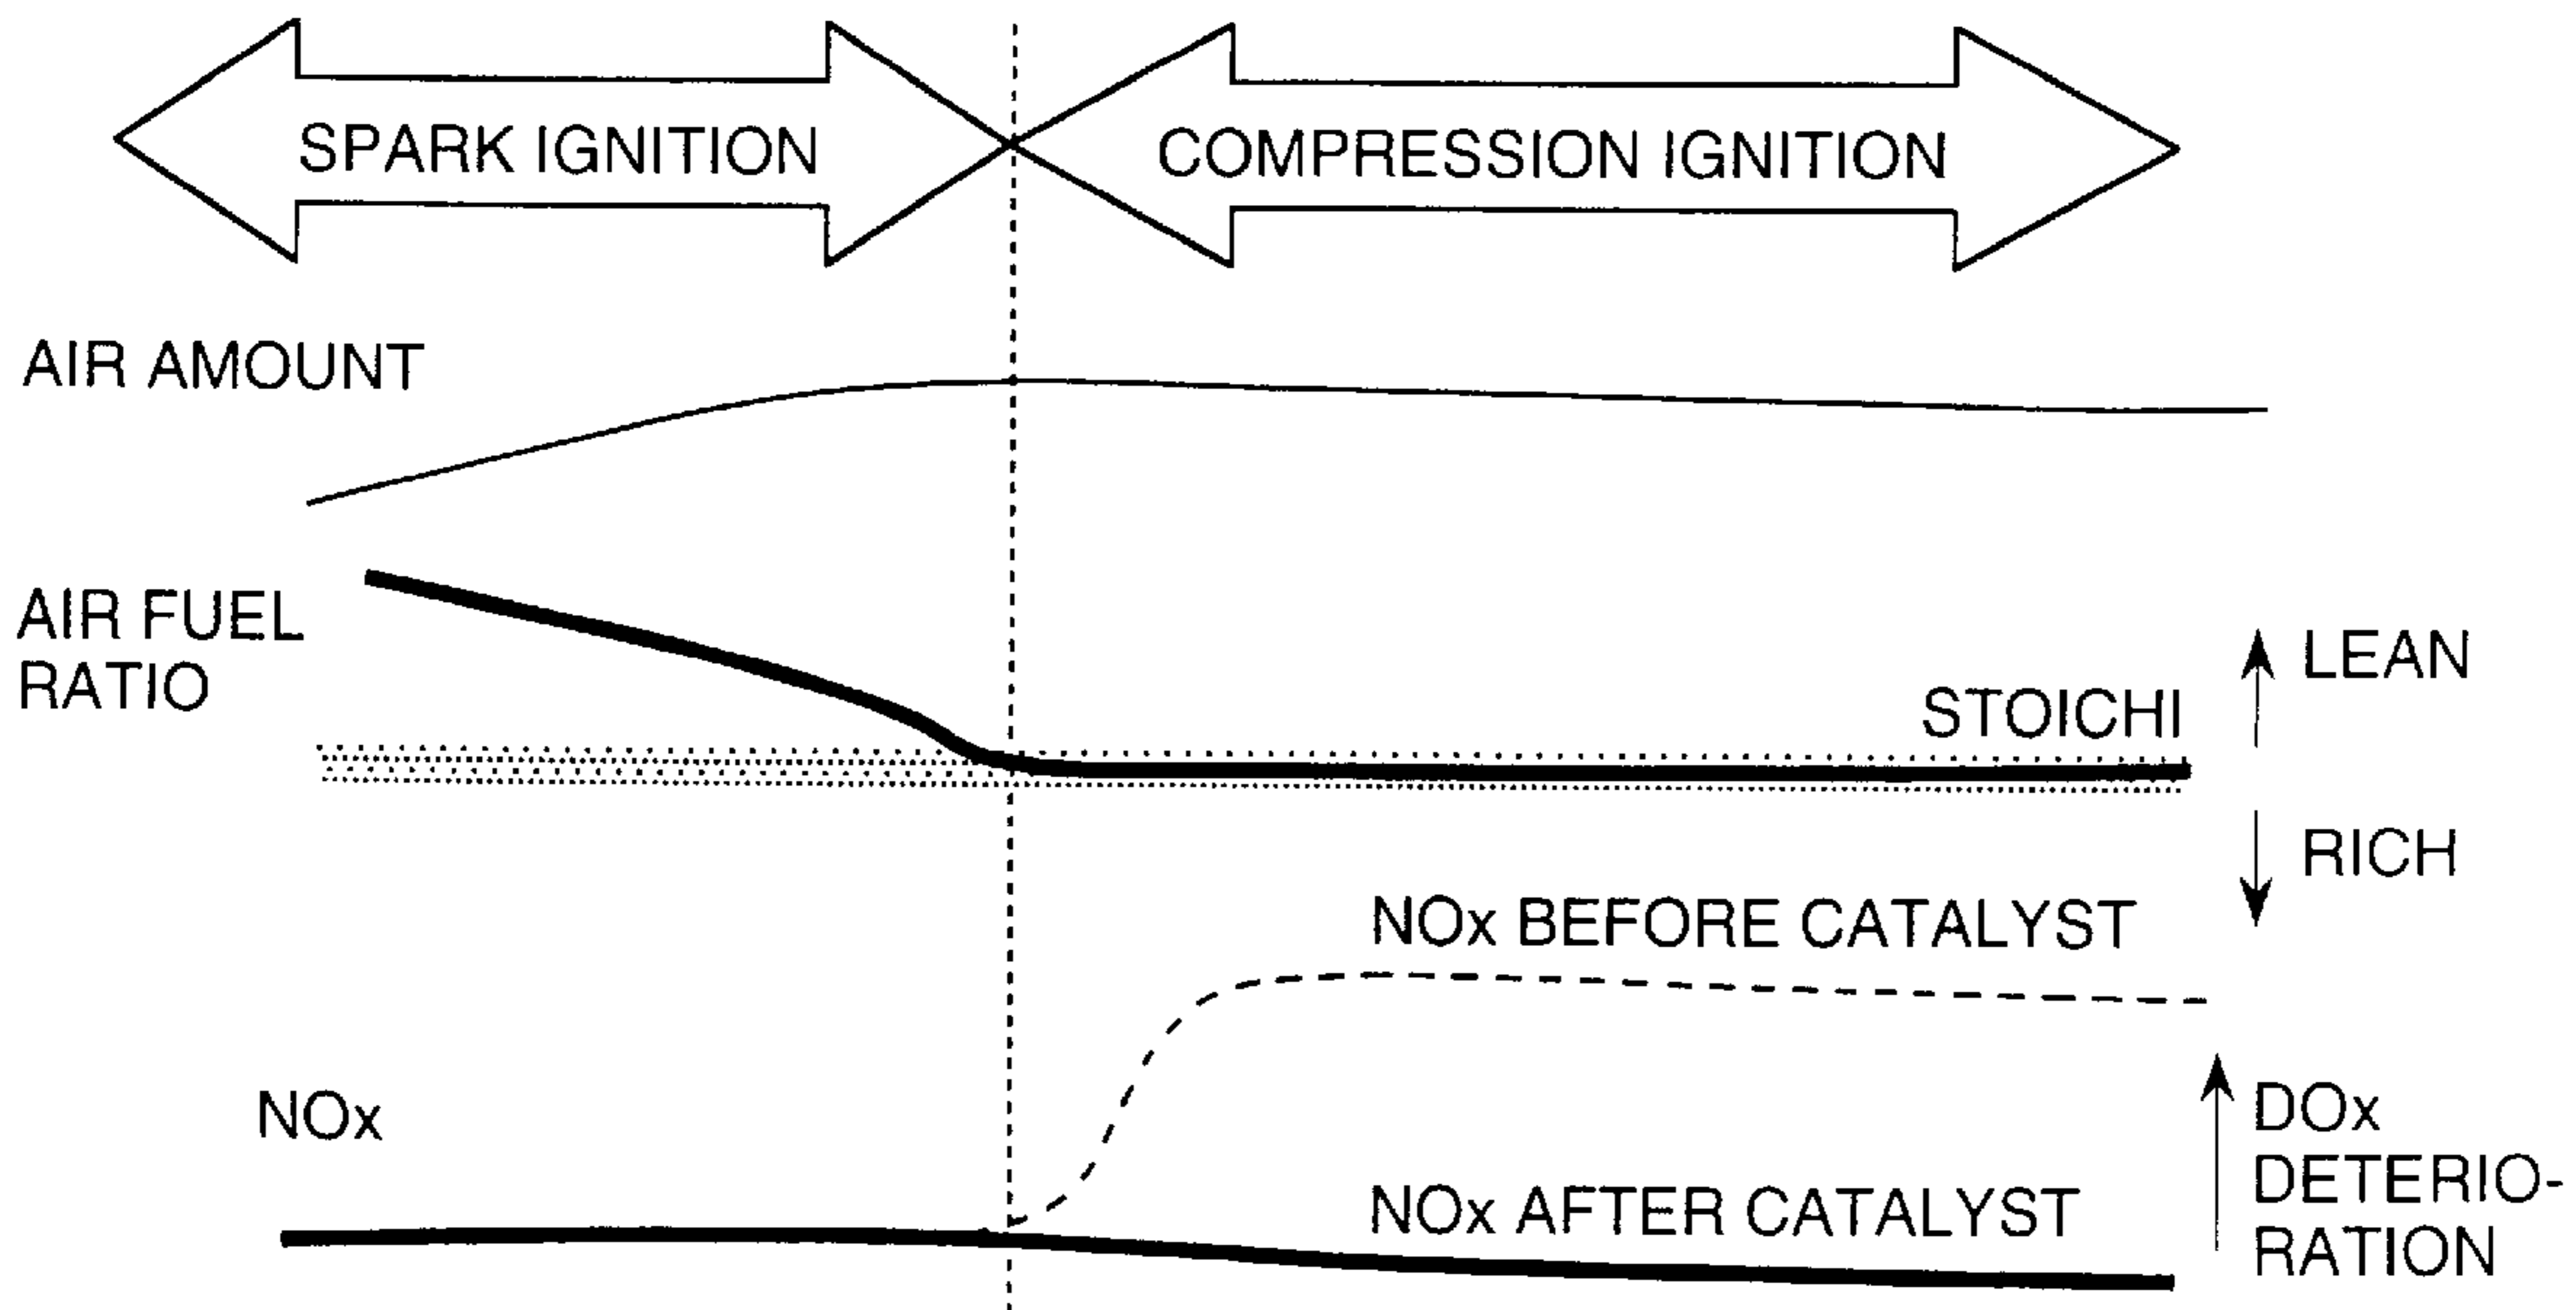 SPARK IGNITION
COMPRESSION IGNITION
AIR AMOUNT
AIR FUEL
RATIO
LEAN
STOICHI
RICH
NOx BEFORE CATALYST
NOx
DOx
DETERIO-
RATION
NOx AFTER CATALYST